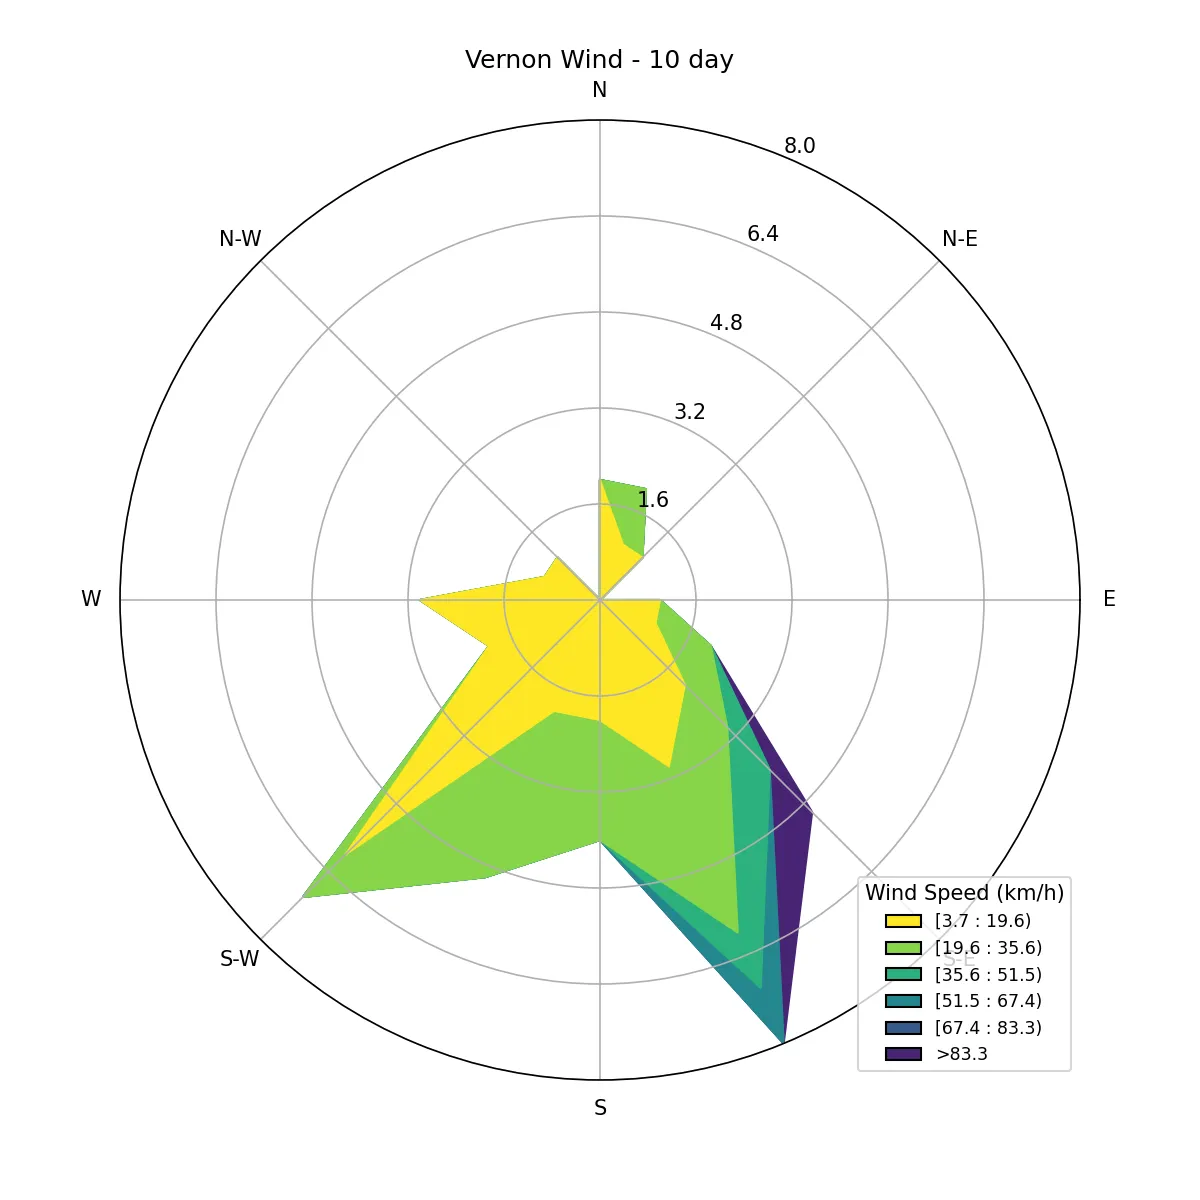 Vernon Wind - 10 day
N
8.0
N-W
6.4
N-E
4.8
3.2
1.6
W
E
S-W
S-E
S
Wind Speed (km/h)
[3.7 : 19.6)
[19.6 : 35.6)
[35.6 : 51.5)
[51.5 : 67.4)
[67.4 : 83.3)
>83.3